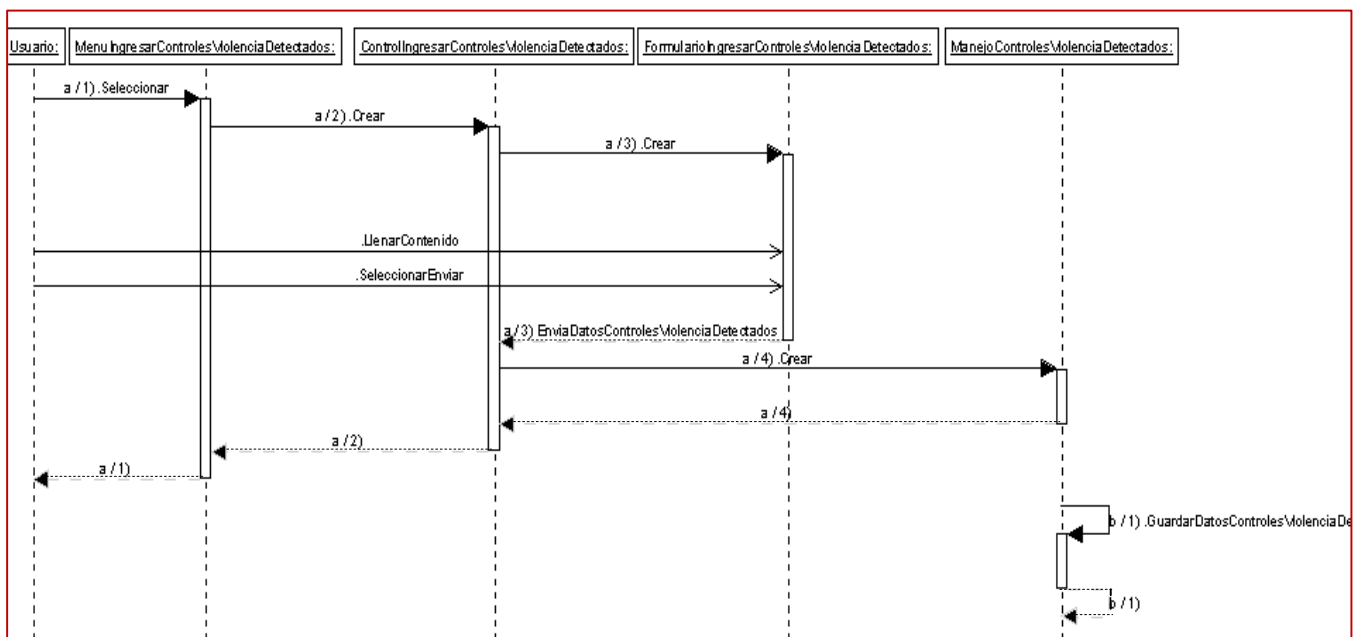 Usuario:
MenuIngresarControlesViolenciaDetectados:
ControlIngresarControlesViolenciaDetectados:
FormularioIngresarControlesViolenciaDetectados:
ManejoControlesViolenciaDetectados:
a / 1) .Seleccionar
a / 2) .Crear
a / 3) .Crear
.LlenarContenido
.SeleccionarEnviar
a / 3) EnviaDatosControlesViolenciaDetectados
a / 4) .Crear
a / 4)
a / 2)
a / 1)
b / 1) .GuardarDatosControlesViolenciaDe
b / 1)